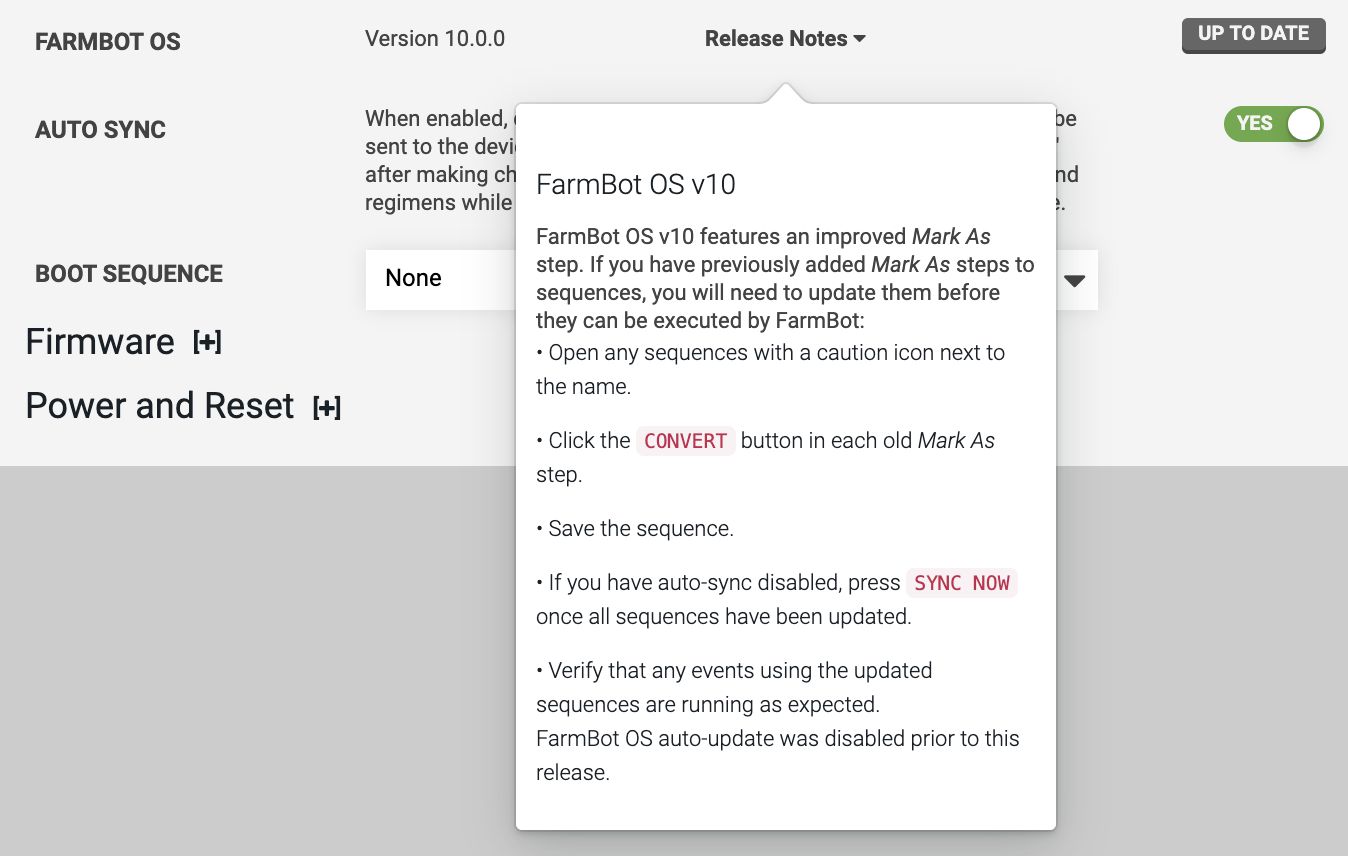 FARMBOT OS
Version 10.0.0
Release Notes
UP TO DATE
AUTO SYNC
When enabled,
be
sent to the
after making
nd
regimens while
YES
BOOT SEQUENCE
None
Firmware [+]
Power and Reset [+]
FarmBot OS v10
FarmBot OS v10 features an improved Mark As
step. If you have previously added Mark As steps to
sequences, you will need to update them before
they can be executed by FarmBot:
• Open any sequences with a caution icon next to
the name.
• Click the CONVERT button in each old Mark As
step.
• Save the sequence.
• If you have auto-sync disabled, press SYNC NOW
once all sequences have been updated.
• Verify that any events using the updated
sequences are running as expected.
FarmBot OS auto-update was disabled prior to this
release.